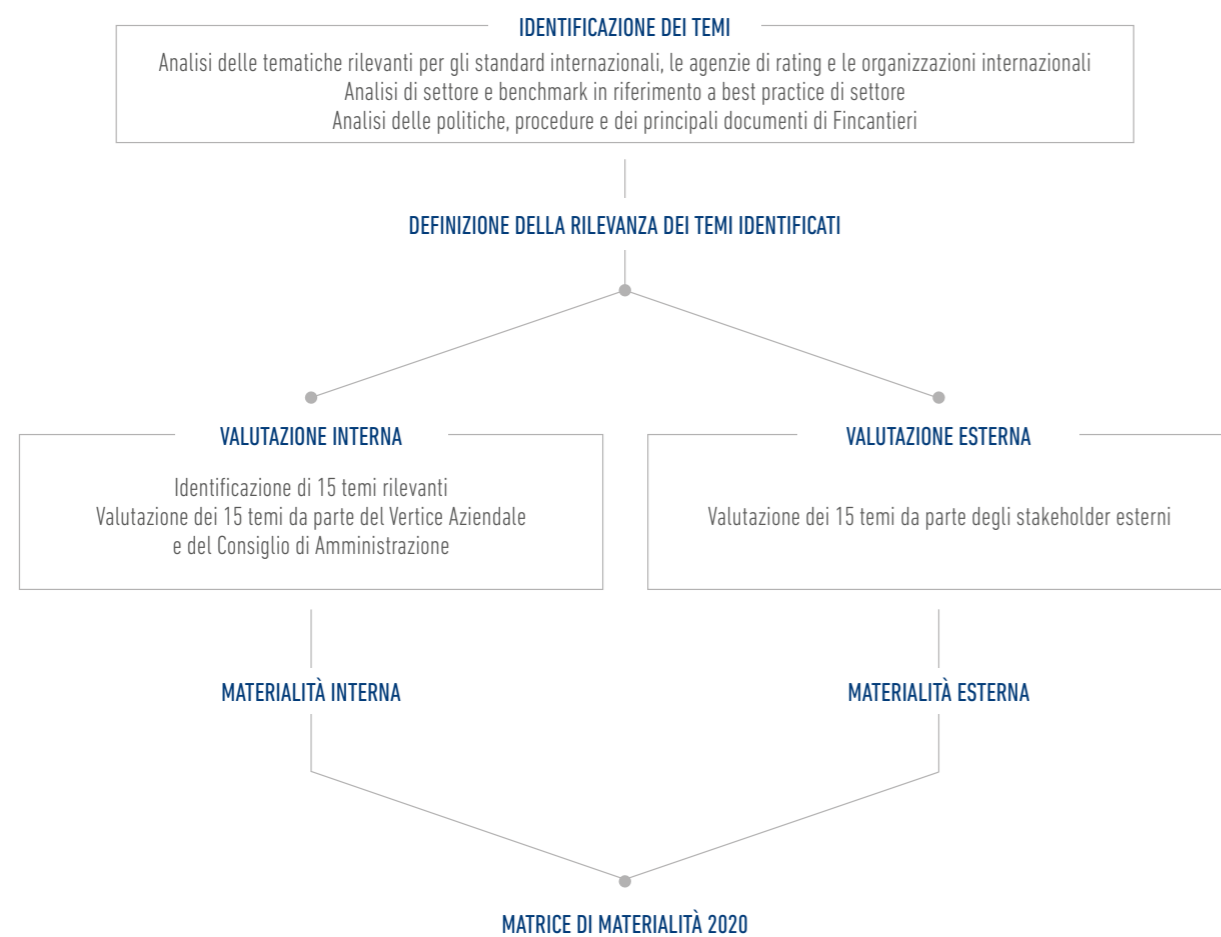 IDENTIFICAZIONE DEI TEMI
Analisi delle tematiche rilevanti per gli standard internazionali, le agenzie di rating e le organizzazioni internazionali
Analisi di settore e benchmark in riferimento a best practice di settore
Analisi delle politiche, procedure e dei principali documenti di Fincantieri
DEFINIZIONE DELLA RILEVANZA DEI TEMI IDENTIFICATI
VALUTAZIONE INTERNA
Identificazione di 15 temi rilevanti
Valutazione dei 15 temi da parte del Vertice Aziendale
e del Consiglio di Amministrazione
VALUTAZIONE ESTERNA
Valutazione dei 15 temi da parte degli stakeholder esterni
MATERIALITÀ INTERNA
MATERIALITÀ ESTERNA
MATRICE DI MATERIALITÀ 2020